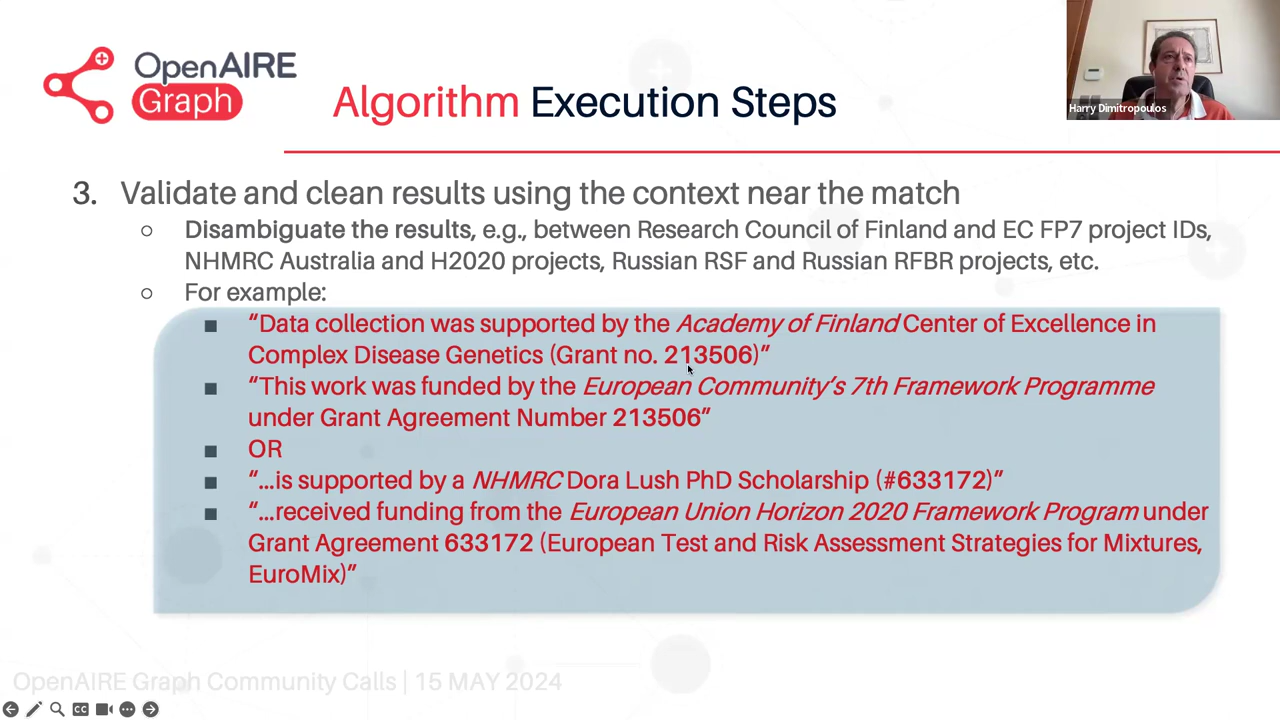 OpenAIRE
Graph
Algorithm Execution Steps
Harry Dimitropoulos
3. Validate and clean results using the context near the match
○ Disambiguate the results, e.g., between Research Council of Finland and EC FP7 project IDs,
NHMRC Australia and H2020 projects, Russian RSF and Russian RFBR projects, etc.
○ For example:
■ “Data collection was supported by the Academy of Finland Center of Excellence in
Complex Disease Genetics (Grant no. 213506)”
■ “This work was funded by the European Community’s 7th Framework Programme
under Grant Agreement Number 213506”
■ OR
■ “...is supported by a NHMRC Dora Lush PhD Scholarship (#633172)”
■ “...received funding from the European Union Horizon 2020 Framework Program under
Grant Agreement 633172 (European Test and Risk Assessment Strategies for Mixtures,
EuroMix)”
OpenAIRE Graph Community Calls | 15 MAY 2024
CC